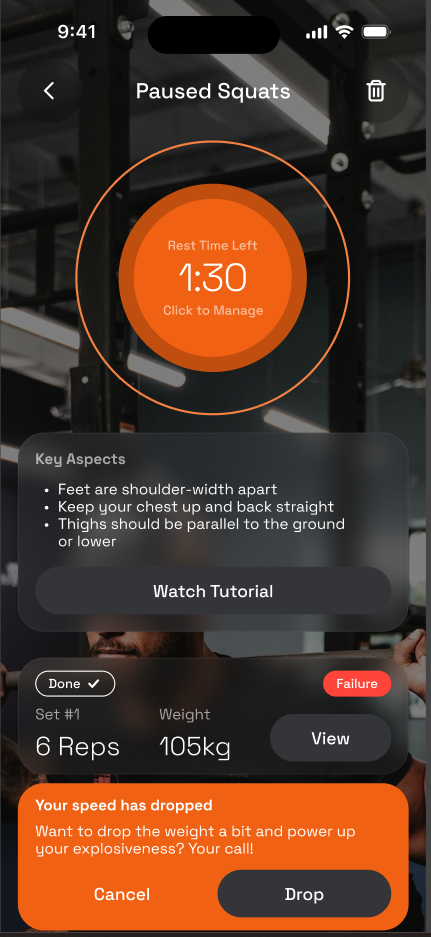 9:41
Paused Squats
Rest Time Left
1:30
Click to Manage
Key Aspects
• Feet are shoulder-width apart
• Keep your chest up and back straight
• Thighs should be parallel to the ground
or lower
Watch Tutorial
Done
Failure
Set #1
Weight
6 Reps
105kg
View
Your speed has dropped
Want to drop the weight a bit and power up
your explosiveness? Your call!
Cancel
Drop